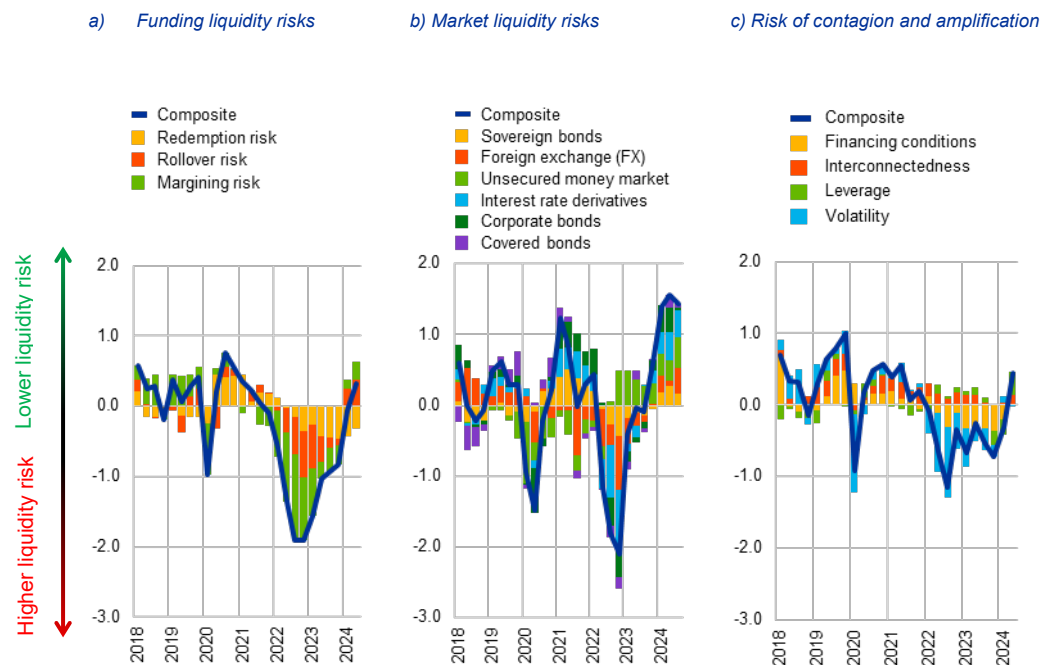 a) Funding liquidity risks
b) Market liquidity risks
c) Risk of contagion and amplification
Composite
Redemption risk
Rollover risk
Margining risk
Composite
Sovereign bonds
Foreign exchange (FX)
Unsecured money market
Interest rate derivatives
Corporate bonds
Covered bonds
Composite
Financing conditions
Interconnectedness
Leverage
Volatility
Lower liquidity risk
Higher liquidity risk
2.0
1.0
0.0
-1.0
-2.0
-3.0
2018
2019
2020
2021
2022
2023
2024
2.0
1.0
0.0
-1.0
-2.0
-3.0
2018
2019
2020
2021
2022
2023
2024
2.0
1.0
0.0
-1.0
-2.0
-3.0
2018
2019
2020
2021
2022
2023
2024